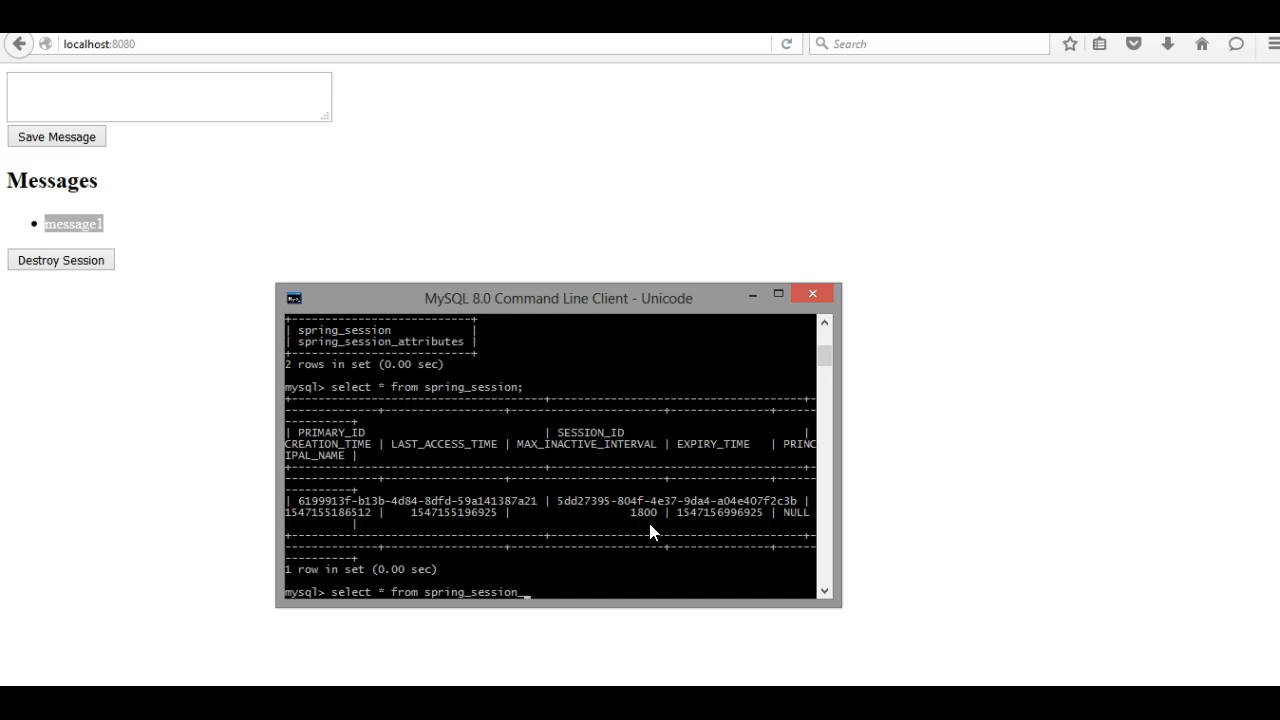 localhost:8080
Search
Save Message
Messages
message1
Destroy Session
MySQL 8.0 Command Line Client - Unicode
+---------------------------+
| spring_session |
| spring_session_attributes |
+---------------------------+
2 rows in set (0.00 sec)
mysql> select * from spring_session;
| PRIMARY_ID | SESSION_ID |
CREATION_TIME | LAST_ACCESS_TIME | MAX_INACTIVE_INTERVAL | EXPIRY_TIME | PRINC
IPAL_NAME |
| 6199913f-b13b-4d84-8dfd-59a141387a21 | 5dd27395-804f-4e37-9da4-a04e407f2c3b |
1547155186512 | 1547155196925 | 1800 | 1547156996925 | NULL
|
1 row in set (0.00 sec)
mysql> select * from spring_session_